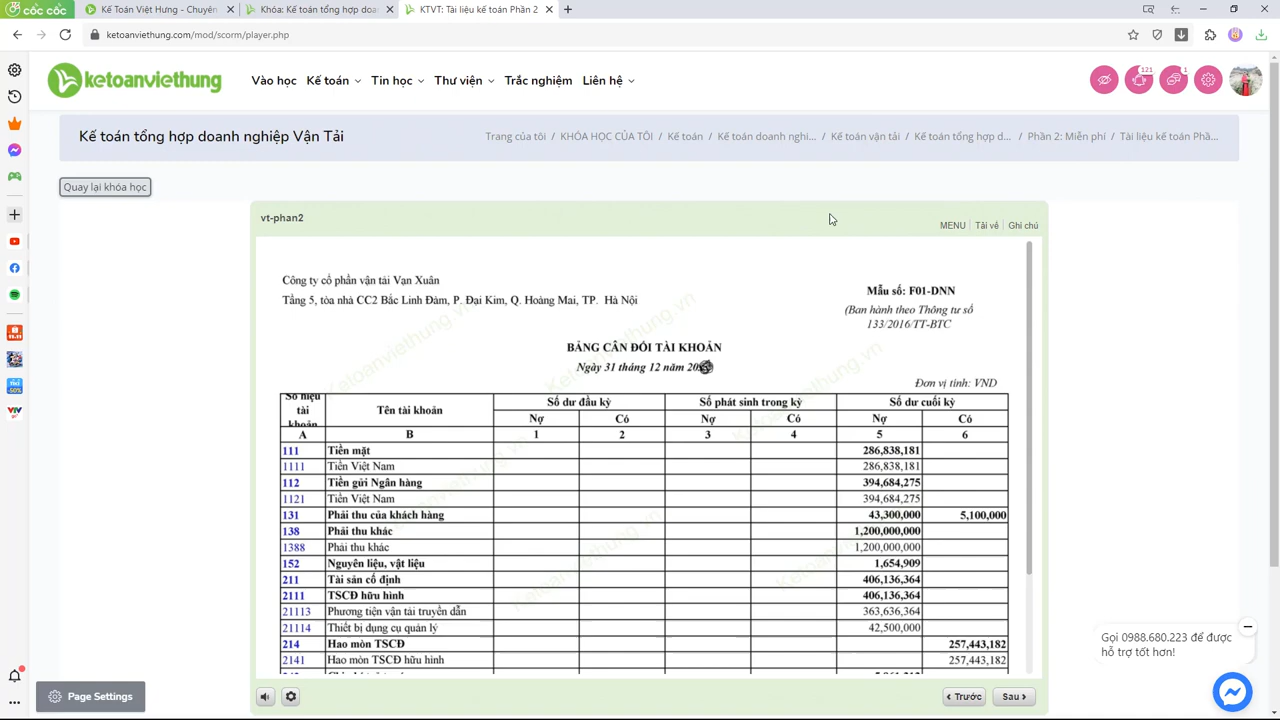 cốc cốc
Kế Toán Việt Hưng - Chuyên
Khóa: Kế toán tổng hợp do
KTVT: Tài liệu kế toán Phần 2
ketoanviethung.com/mod/scorm/player.php
ketoanviethung
Vào học
Kế toán
Tin học
Thư viện
Trắc nghiệm
Liên hệ
121
1
Kế toán tổng hợp doanh nghiệp Vận Tải
Trang của tôi / KHÓA HỌC CỦA TÔI / Kế toán / Kế toán doanh nghi... / Kế toán vận tải / Kế toán tổng hợp d... / Phần 2: Miễn phí / Tài liệu kế toán Phầ...
Quay lại khóa học
vt-phan2
MENU | Tải về | Ghi chú
Công ty cổ phần vận tải Vạn Xuân
Tầng 5, tòa nhà CC2 Bắc Linh Đàm, P. Đại Kim, Q. Hoàng Mai, TP. Hà Nội
Mẫu số: F01-DNN
(Ban hành theo Thông tư số
133/2016/TT-BTC
BẢNG CÂN ĐỐI TÀI KHOẢN
Ngày 31 tháng 12 năm
Đơn vị tính: VND
Số hiệu tài khoản Tên tài khoản Số dư đầu kỳ Số phát sinh trong kỳ Số dư cuối kỳ
Nợ Có Nợ Có Nợ Có
A B 1 2 3 4 5 6
111 Tiền mặt 286,838,181
1111 Tiền Việt Nam 286,838,181
112 Tiền gửi Ngân hàng 394,684,275
1121 Tiền Việt Nam 394,684,275
131 Phải thu của khách hàng 43,300,000 5,100,000
138 Phải thu khác 1,200,000,000
1388 Phải thu khác 1,200,000,000
152 Nguyên liệu, vật liệu 1,654,909
211 Tài sản cố định 406,136,364
2111 TSCĐ hữu hình 406,136,364
21113 Phương tiện vận tải truyền dẫn 363,636,364
21114 Thiết bị dụng cụ quản lý 42,500,000
214 Hao mòn TSCĐ 257,443,182
2141 Hao mòn TSCĐ hữu hình 257,443,182
Gọi 0988.680.223 để được
hỗ trợ tốt hơn!
Page Settings
Trước
Sau